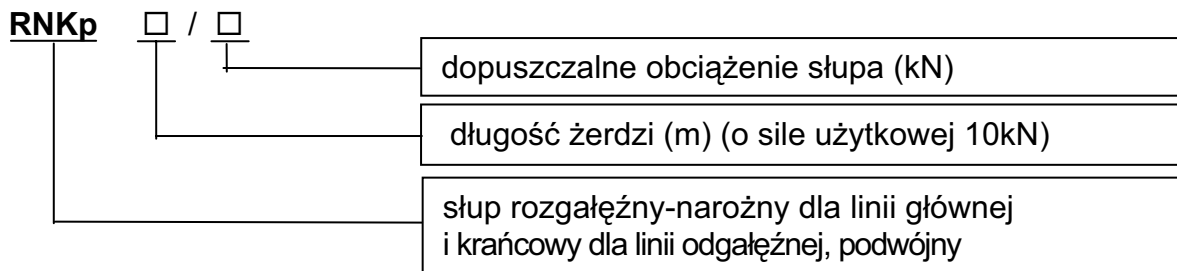 RNKp □ / □
dopuszczalne obciążenie słupa (kN)
długość żerdzi (m) (o sile użytkowej 10kN)
słup rozgałęźny-narożny dla linii głównej
i krańcowy dla linii odgałęźnej, podwójny